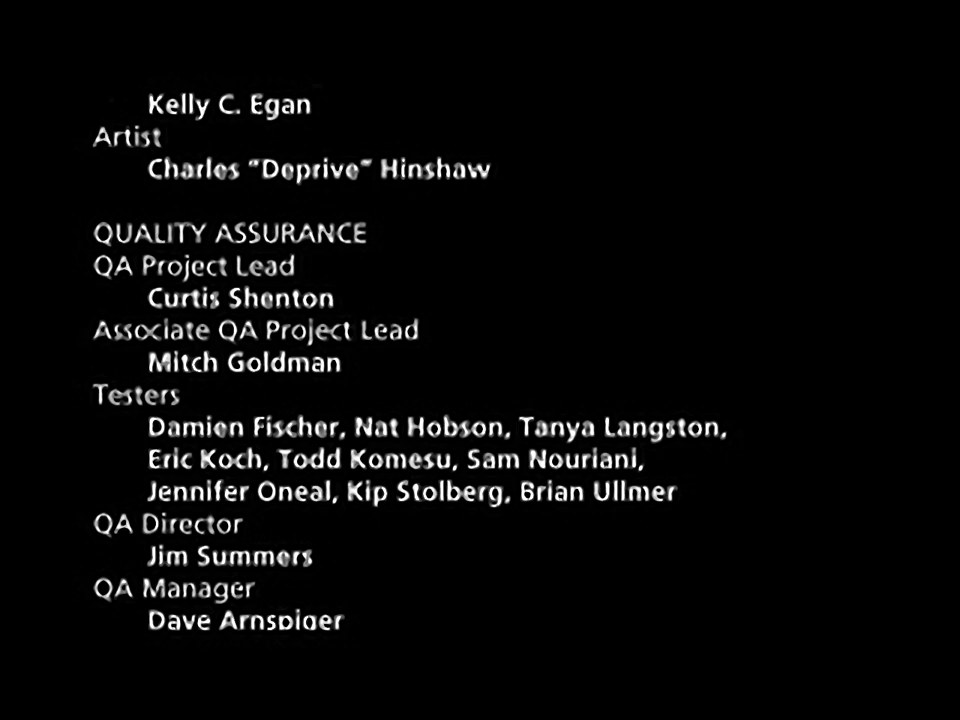 Kelly C. Egan
Artist
Charles "Deprive" Hinshaw
QUALITY ASSURANCE
QA Project Lead
Curtis Shenton
Associate QA Project Lead
Mitch Goldman
Testers
Damien Fischer, Nat Hobson, Tanya Langston,
Eric Koch, Todd Komesu, Sam Nouriani,
Jennifer Oneal, Kip Stolberg, Brian Ullmer
QA Director
Jim Summers
QA Manager
Dave Arnspiger